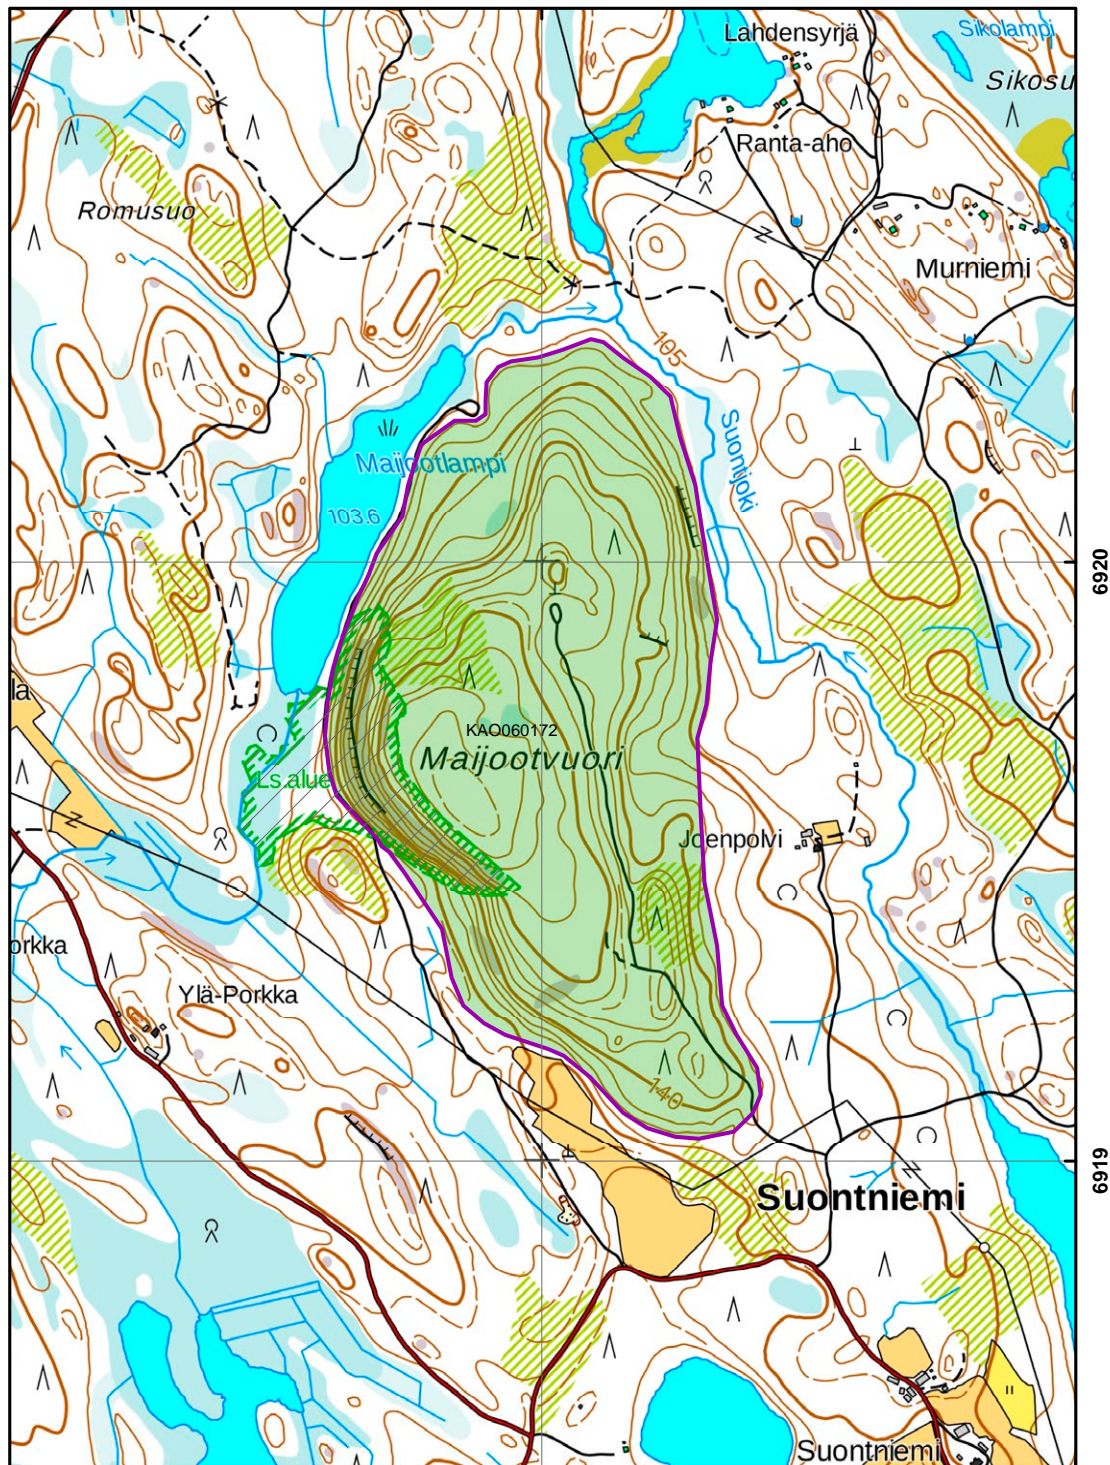 Lahdensyrjä
Sikolampi
Sikosu
Ranta-aho
Romusuo
Murniemi
105
Suontijoki
Maijootlampi
103.6
6920
la
KAO060172
Maijootvuori
Ls.alue
Joenpolvi
orkka
Ylä-Porkka
140
6919
Suontniemi
Suontniemi